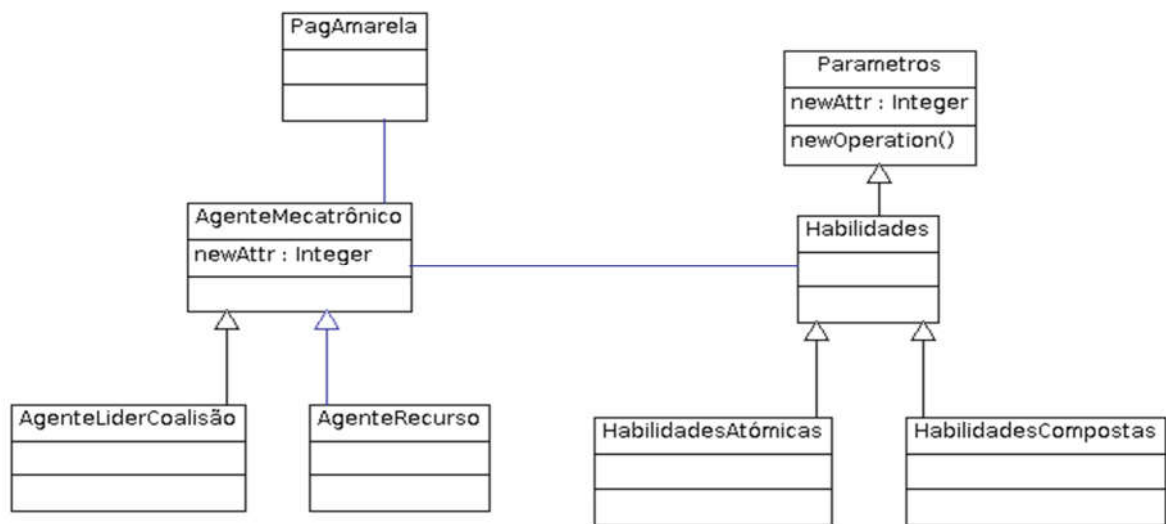 PagAmarela
Parametros
newAttr : Integer
newOperation()
AgenteMecatrônico
newAttr : Integer
Habilidades
AgenteLiderCoalisão
AgenteRecurso
HabilidadesAtómicas
HabilidadesCompostas